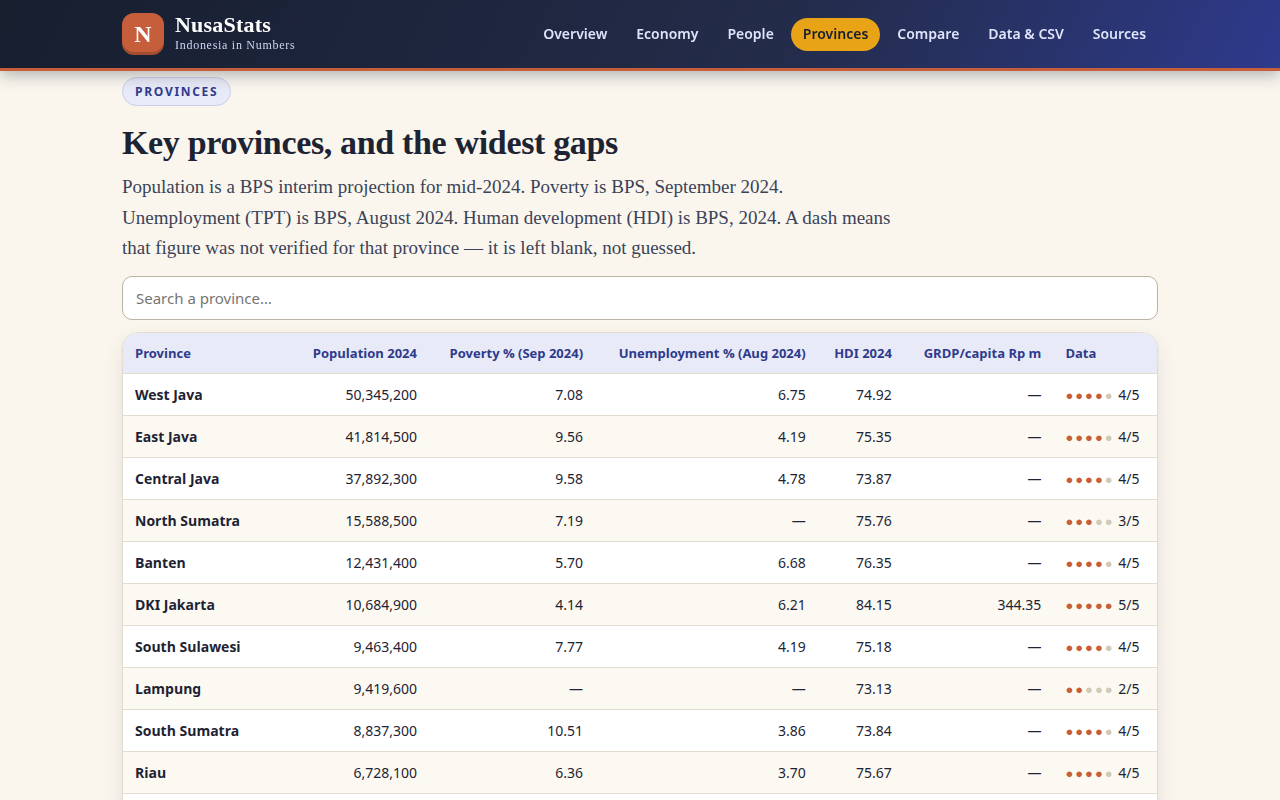 N
NusaStats
Indonesia in Numbers
Overview Economy People Provinces Compare Data & CSV Sources
PROVINCES
Key provinces, and the widest gaps
Population is a BPS interim projection for mid-2024. Poverty is BPS, September 2024.
Unemployment (TPT) is BPS, August 2024. Human development (HDI) is BPS, 2024. A dash means
that figure was not verified for that province — it is left blank, not guessed.
Search a province...
Province Population 2024 Poverty % (Sep 2024) Unemployment % (Aug 2024) HDI 2024 GRDP/capita Rp m Data
West Java 50,345,200 7.08 6.75 74.92 — ●●●●● 4/5
East Java 41,814,500 9.56 4.19 75.35 — ●●●●● 4/5
Central Java 37,892,300 9.58 4.78 73.87 — ●●●●● 4/5
North Sumatra 15,588,500 7.19 — 75.76 — ●●●●● 3/5
Banten 12,431,400 5.70 6.68 76.35 — ●●●●● 4/5
DKI Jakarta 10,684,900 4.14 6.21 84.15 344.35 ●●●●● 5/5
South Sulawesi 9,463,400 7.77 4.19 75.18 — ●●●●● 4/5
Lampung 9,419,600 — — 73.13 — ●●●●● 2/5
South Sumatra 8,837,300 10.51 3.86 73.84 — ●●●●● 4/5
Riau 6,728,100 6.36 3.70 75.67 — ●●●●● 4/5